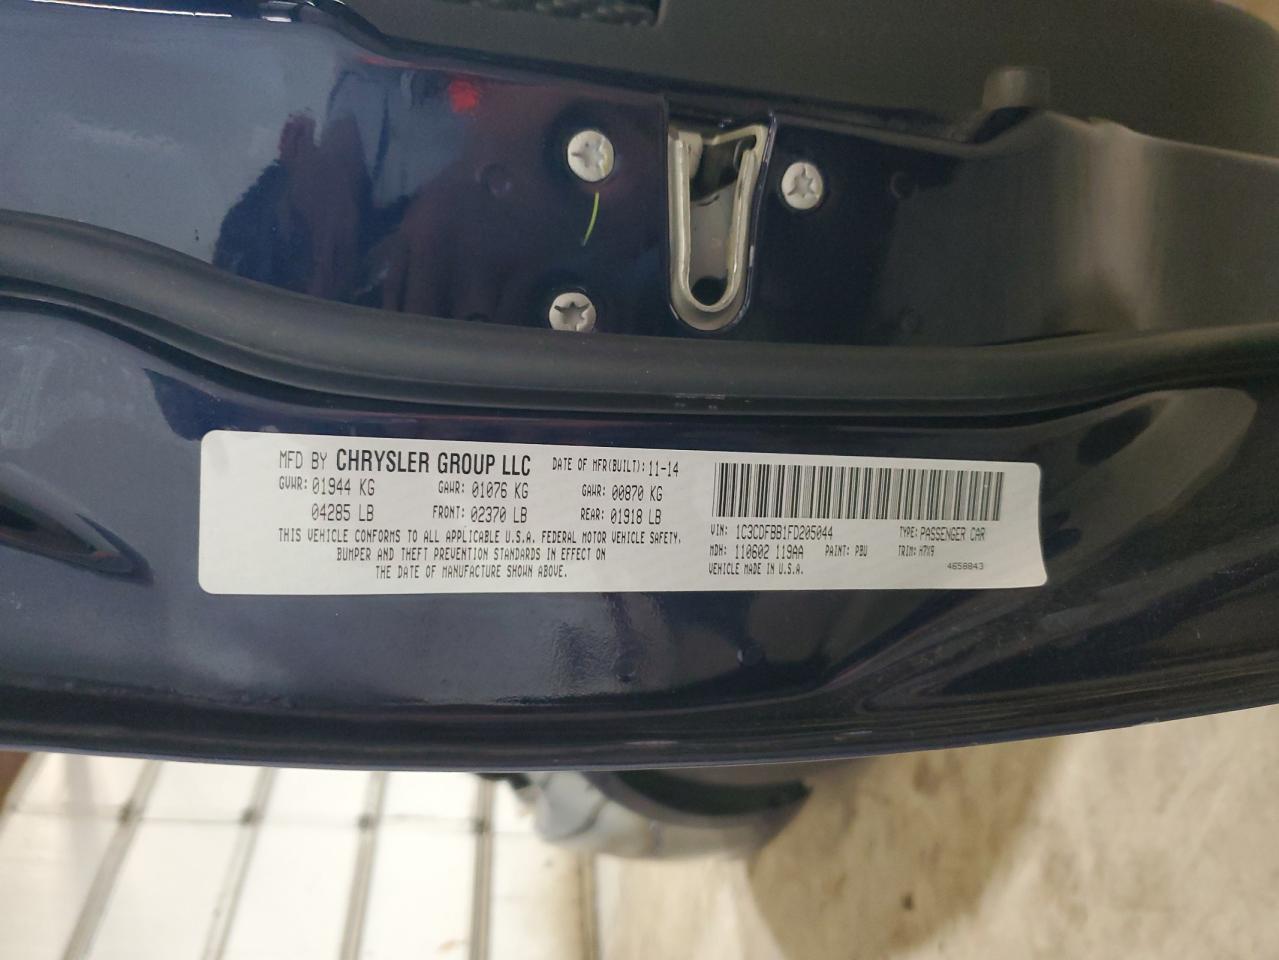 MFD BY CHRYSLER GROUP LLC DATE OF MFR(BUILT): 11-14
GVWR: 01944 KG GAWR: 01076 KG GAWR: 00870 KG
04285 LB FRONT: 02370 LB REAR: 01918 LB
THIS VEHICLE CONFORMS TO ALL APPLICABLE U.S.A. FEDERAL MOTOR VEHICLE SAFETY,
BUMPER AND THEFT PREVENTION STANDARDS IN EFFECT ON
THE DATE OF MANUFACTURE SHOWN ABOVE.
VIN: 1C3CDFBB1FD205044 TYPE: PASSENGER CAR
MDH: 110602 119AA PAINT: PBU TRIM: H7X9
VEHICLE MADE IN U.S.A. 4656843